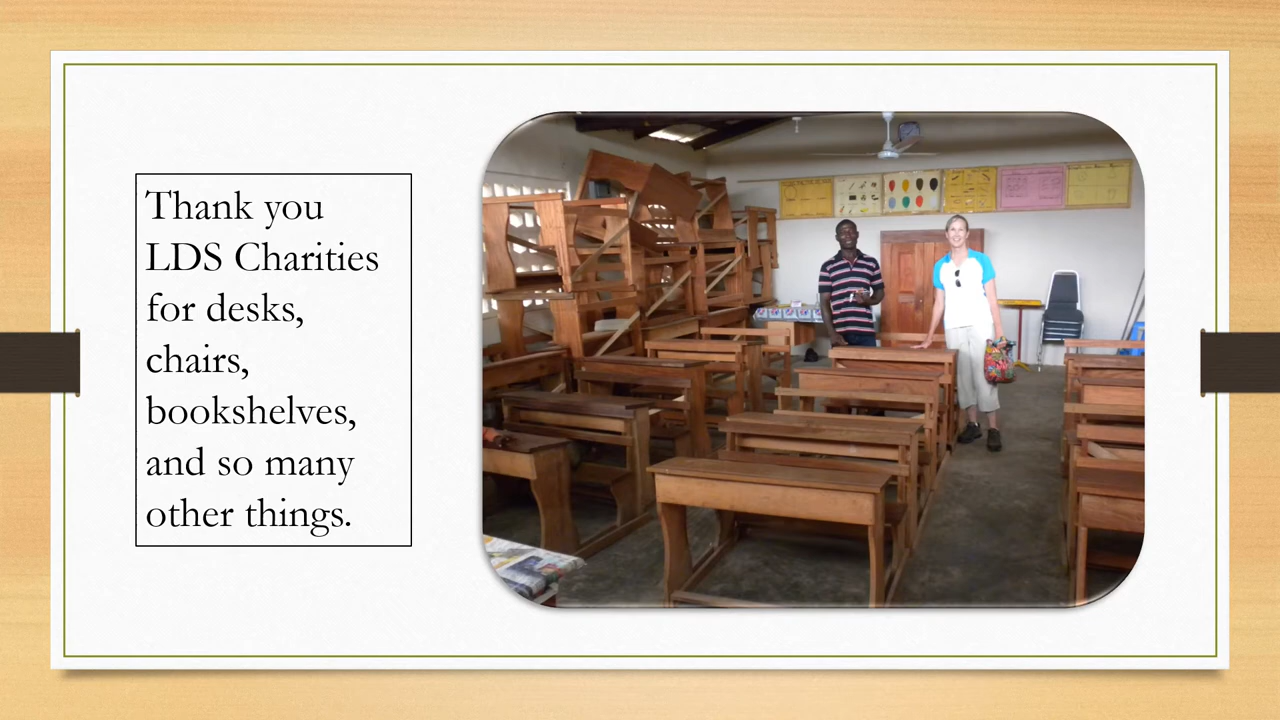 Thank you
LDS Charities
for desks,
chairs,
bookshelves,
and so many
other things.